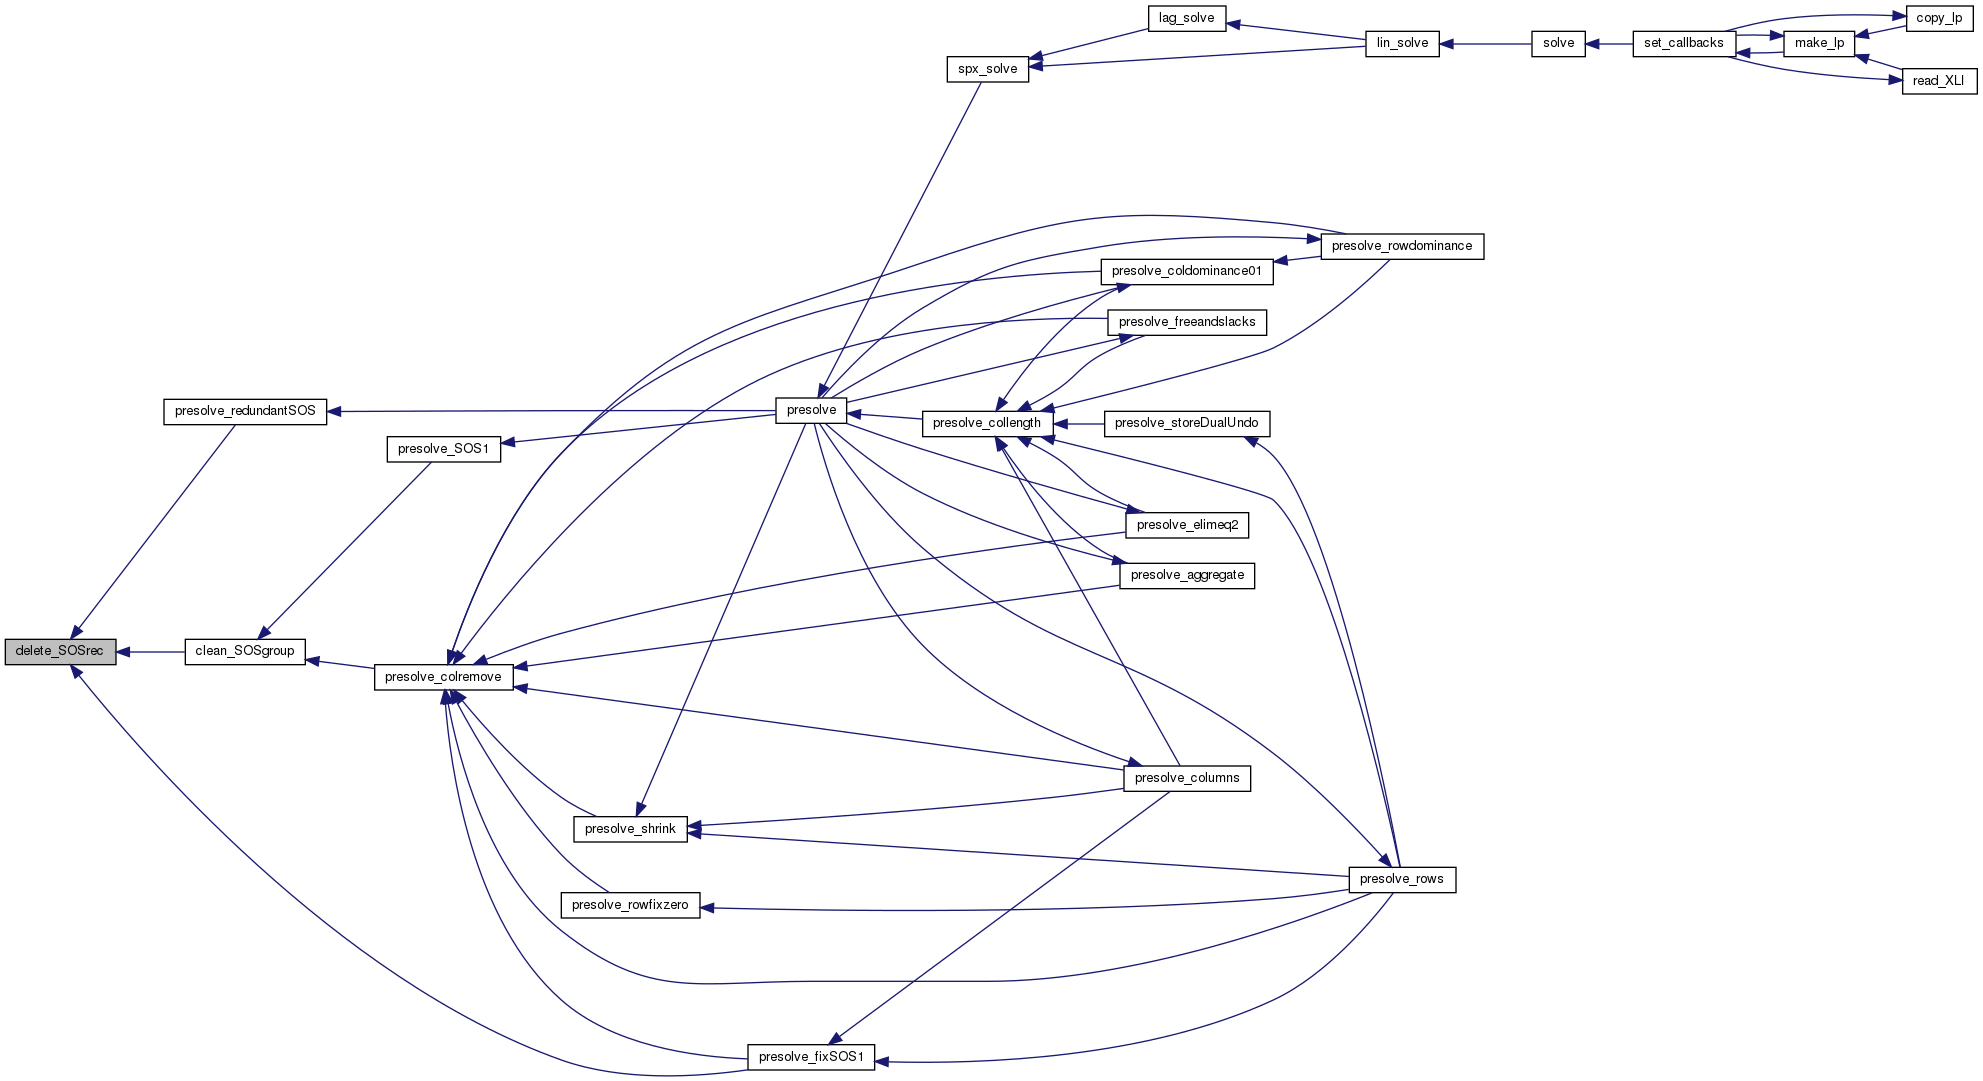 lag_solve
copy_lp
lin_solve
solve
set_callbacks
make_lp
spx_solve
read_XLI
presolve_rowdominance
presolve_coldominance01
presolve_freeandslacks
presolve_redundantSOS
presolve
presolve_collength
presolve_storeDualUndo
presolve_SOS1
presolve_elimeq2
presolve_aggregate
delete_SOSrec
clean_SOSgroup
presolve_colremove
presolve_columns
presolve_shrink
presolve_rows
presolve_rowfixzero
presolve_fixSOS1